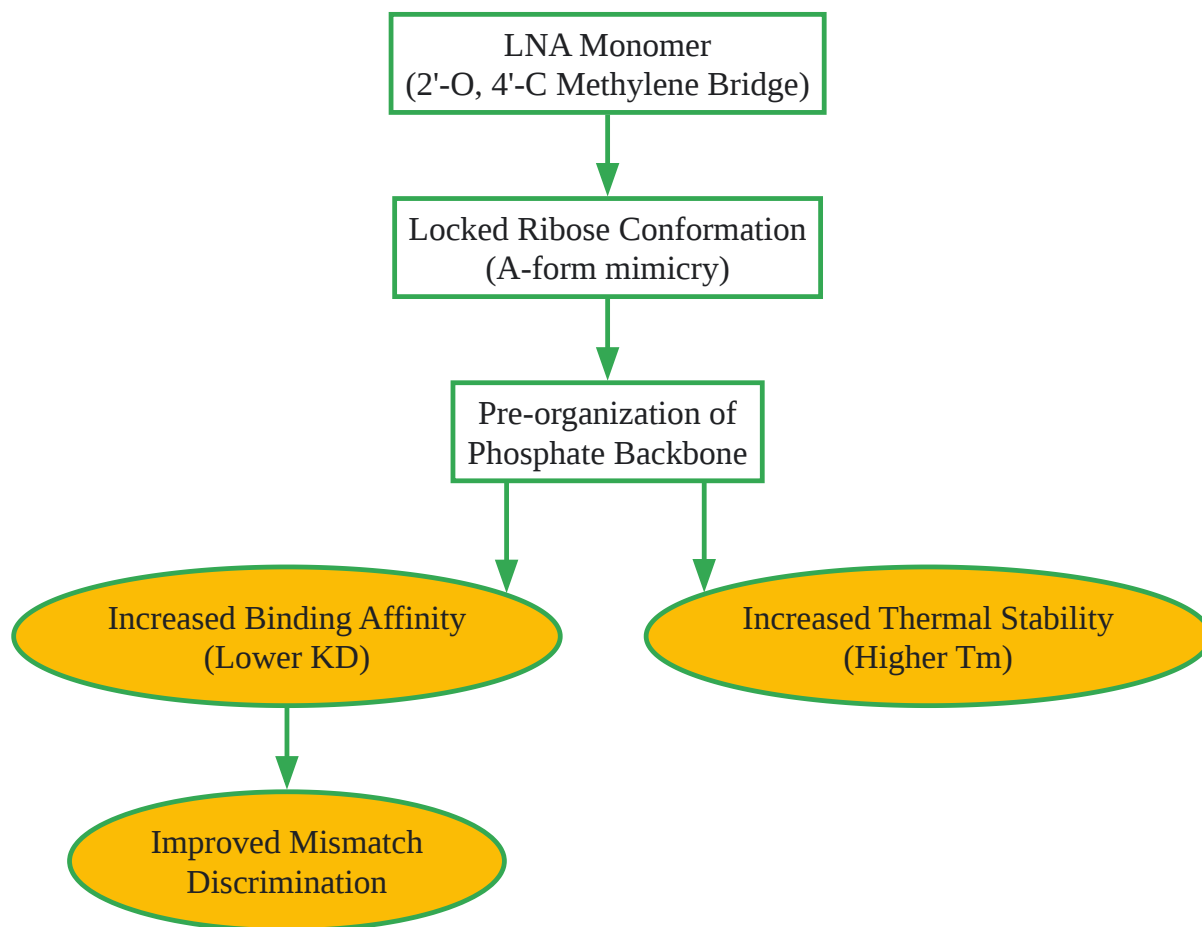 LNA Monomer
(2'-O, 4'-C Methylene Bridge)
Locked Ribose Conformation
(A-form mimicry)
Pre-organization of
Phosphate Backbone
Increased Binding Affinity
(Lower KD)
Increased Thermal Stability
(Higher Tm)
Improved Mismatch
Discrimination